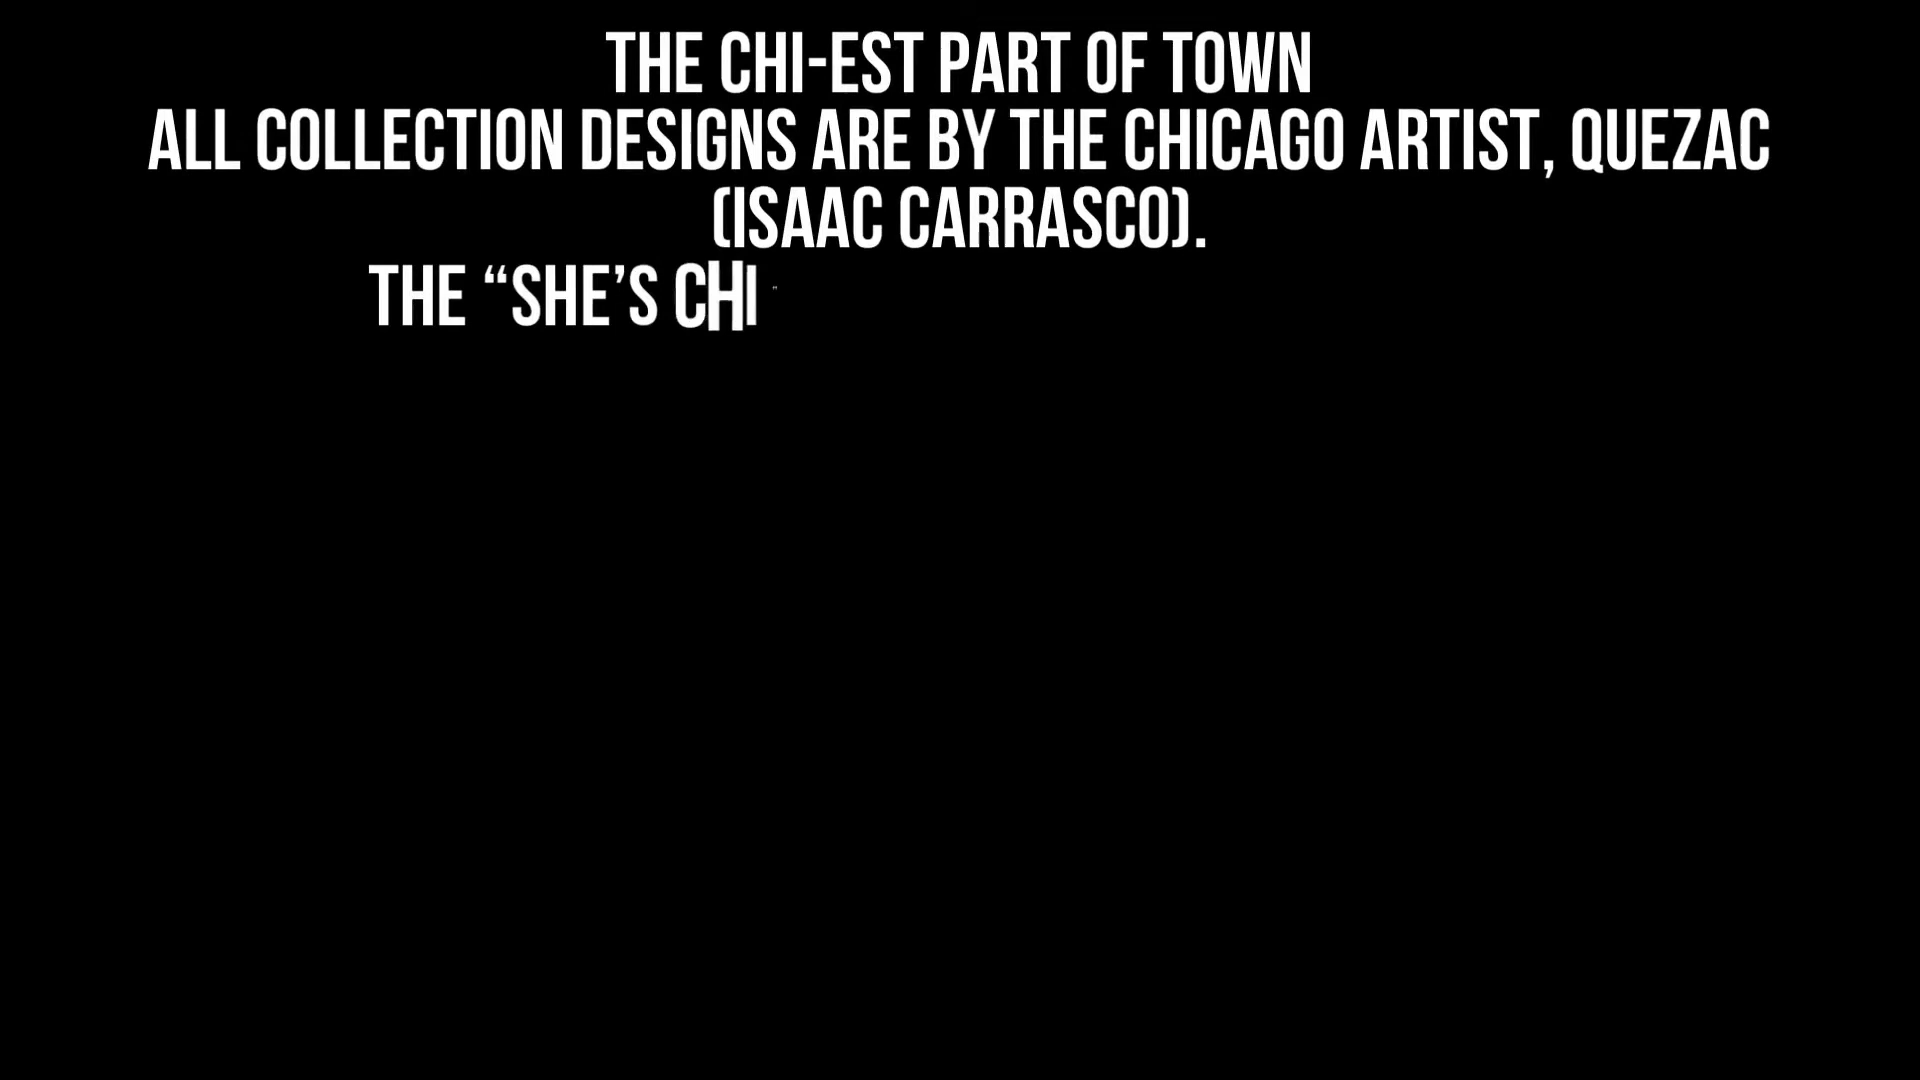 THE CHI-EST PART OF TOWN
ALL COLLECTION DESIGNS ARE BY THE CHICAGO ARTIST, QUEZAC
(ISAAC CARRASCO).
THE “SHE’S CHI